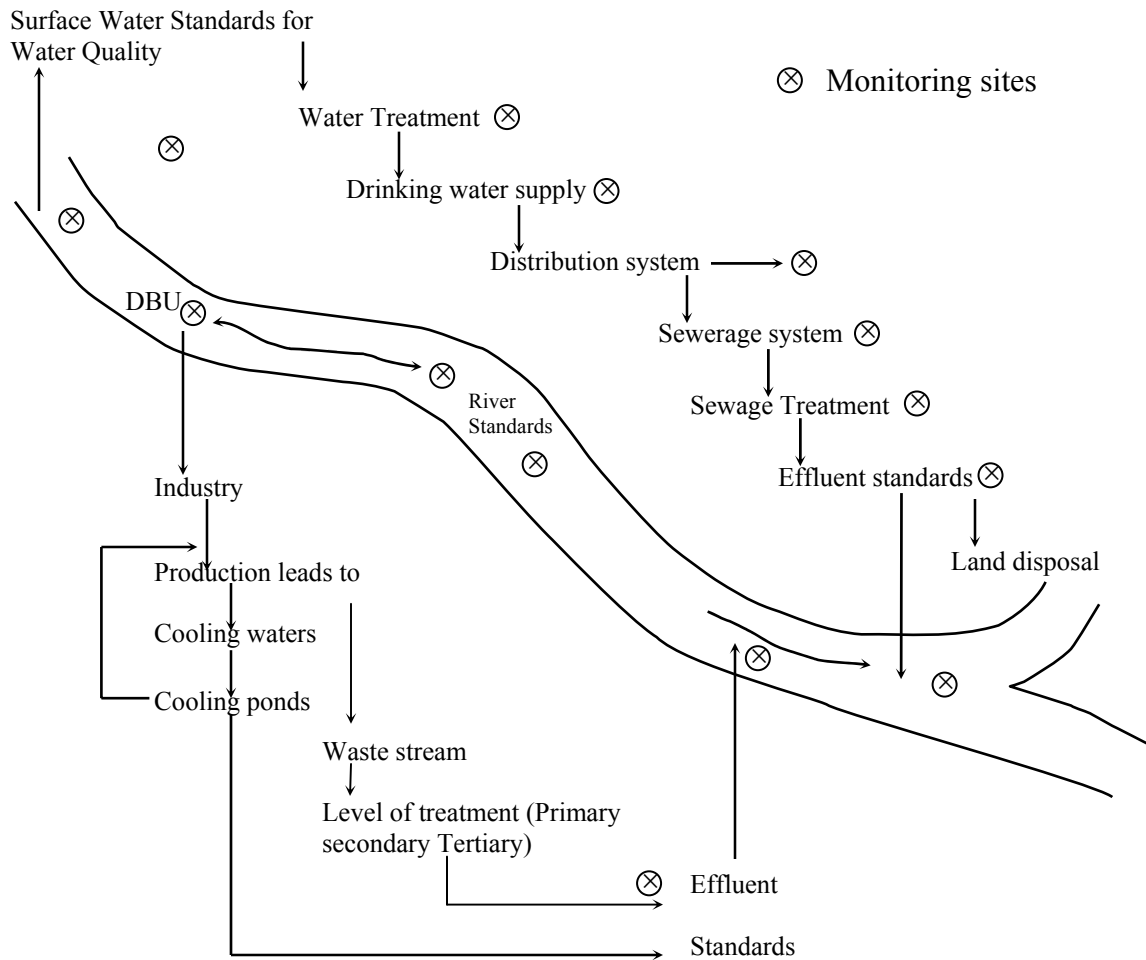 Surface Water Standards for
Water Quality
Monitoring sites
Water Treatment
Drinking water supply
Distribution system
DBU
Sewerage system
River
Standards
Sewage Treatment
Effluent standards
Industry
Land disposal
Production leads to
Cooling waters
Cooling ponds
Waste stream
Level of treatment (Primary
secondary Tertiary)
Effluent
Standards